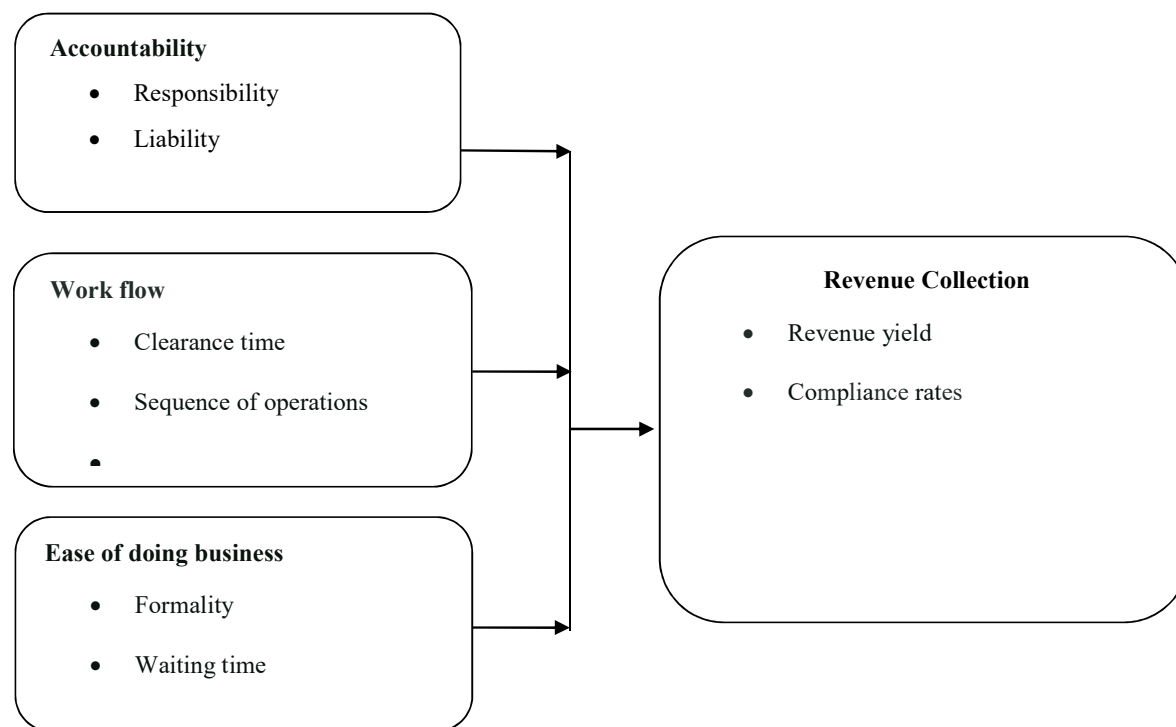 Accountability
• Responsibility
• Liability
Work flow
• Clearance time
• Sequence of operations
•
Ease of doing business
• Formality
• Waiting time
Revenue Collection
• Revenue yield
• Compliance rates